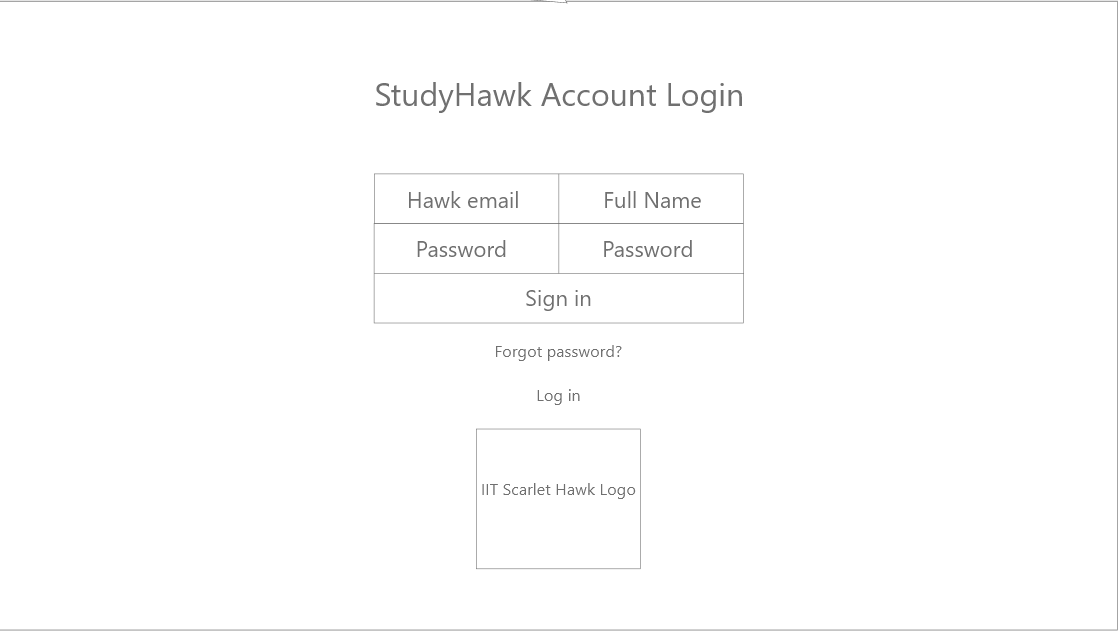 StudyHawk Account Login
Hawk email Full Name
Password Password
Sign in
Forgot password?
Log in
IIT Scarlet Hawk Logo